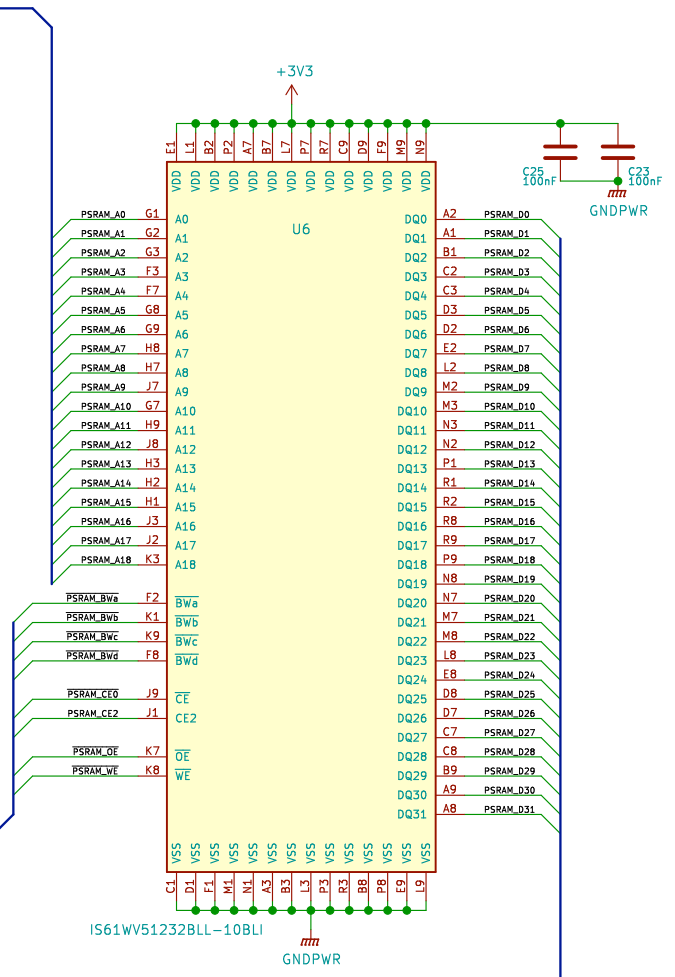 +3V3
E1 L1 B2 P2 A7 B7 L7 P7 R7 C9 D9 F9 M9 N9
VDD VDD VDD VDD VDD VDD VDD VDD VDD VDD VDD VDD VDD VDD
C25 100nF
C23 100nF
GNDPWR
U6
PSRAM_A0 G1 A0 DQ0 A2 PSRAM_D0
PSRAM_A1 G2 A1 DQ1 A1 PSRAM_D1
PSRAM_A2 G3 A2 DQ2 B1 PSRAM_D2
PSRAM_A3 F3 A3 DQ3 C2 PSRAM_D3
PSRAM_A4 F7 A4 DQ4 C3 PSRAM_D4
PSRAM_A5 G8 A5 DQ5 D3 PSRAM_D5
PSRAM_A6 G9 A6 DQ6 D2 PSRAM_D6
PSRAM_A7 H8 A7 DQ7 E2 PSRAM_D7
PSRAM_A8 H7 A8 DQ8 L2 PSRAM_D8
PSRAM_A9 J7 A9 DQ9 M2 PSRAM_D9
PSRAM_A10 G7 A10 DQ10 M3 PSRAM_D10
PSRAM_A11 H9 A11 DQ11 N3 PSRAM_D11
PSRAM_A12 J8 A12 DQ12 N2 PSRAM_D12
PSRAM_A13 H3 A13 DQ13 P1 PSRAM_D13
PSRAM_A14 H2 A14 DQ14 R1 PSRAM_D14
PSRAM_A15 H1 A15 DQ15 R2 PSRAM_D15
PSRAM_A16 J3 A16 DQ16 R8 PSRAM_D16
PSRAM_A17 J2 A17 DQ17 R9 PSRAM_D17
PSRAM_A18 K3 A18 DQ18 P9 PSRAM_D18
DQ19 N8 PSRAM_D19
PSRAM_BWa F2 BWa DQ20 N7 PSRAM_D20
PSRAM_BWb K1 BWb DQ21 M7 PSRAM_D21
PSRAM_BWc K9 BWc DQ22 M8 PSRAM_D22
PSRAM_BWd F8 BWd DQ23 L8 PSRAM_D23
DQ24 E8 PSRAM_D24
PSRAM_CE0 J9 CE DQ25 D8 PSRAM_D25
PSRAM_CE2 J1 CE2 DQ26 D7 PSRAM_D26
DQ27 C7 PSRAM_D27
PSRAM_OE K7 OE DQ28 C8 PSRAM_D28
PSRAM_WE K8 WE DQ29 B9 PSRAM_D29
DQ30 A9 PSRAM_D30
DQ31 A8 PSRAM_D31
VSS VSS VSS VSS VSS VSS VSS VSS VSS VSS VSS VSS VSS VSS
C1 D1 F1 M1 N1 A3 B3 L3 P3 R3 B8 P8 E9 L9
IS61WV51232BLL-10BLI
GNDPWR